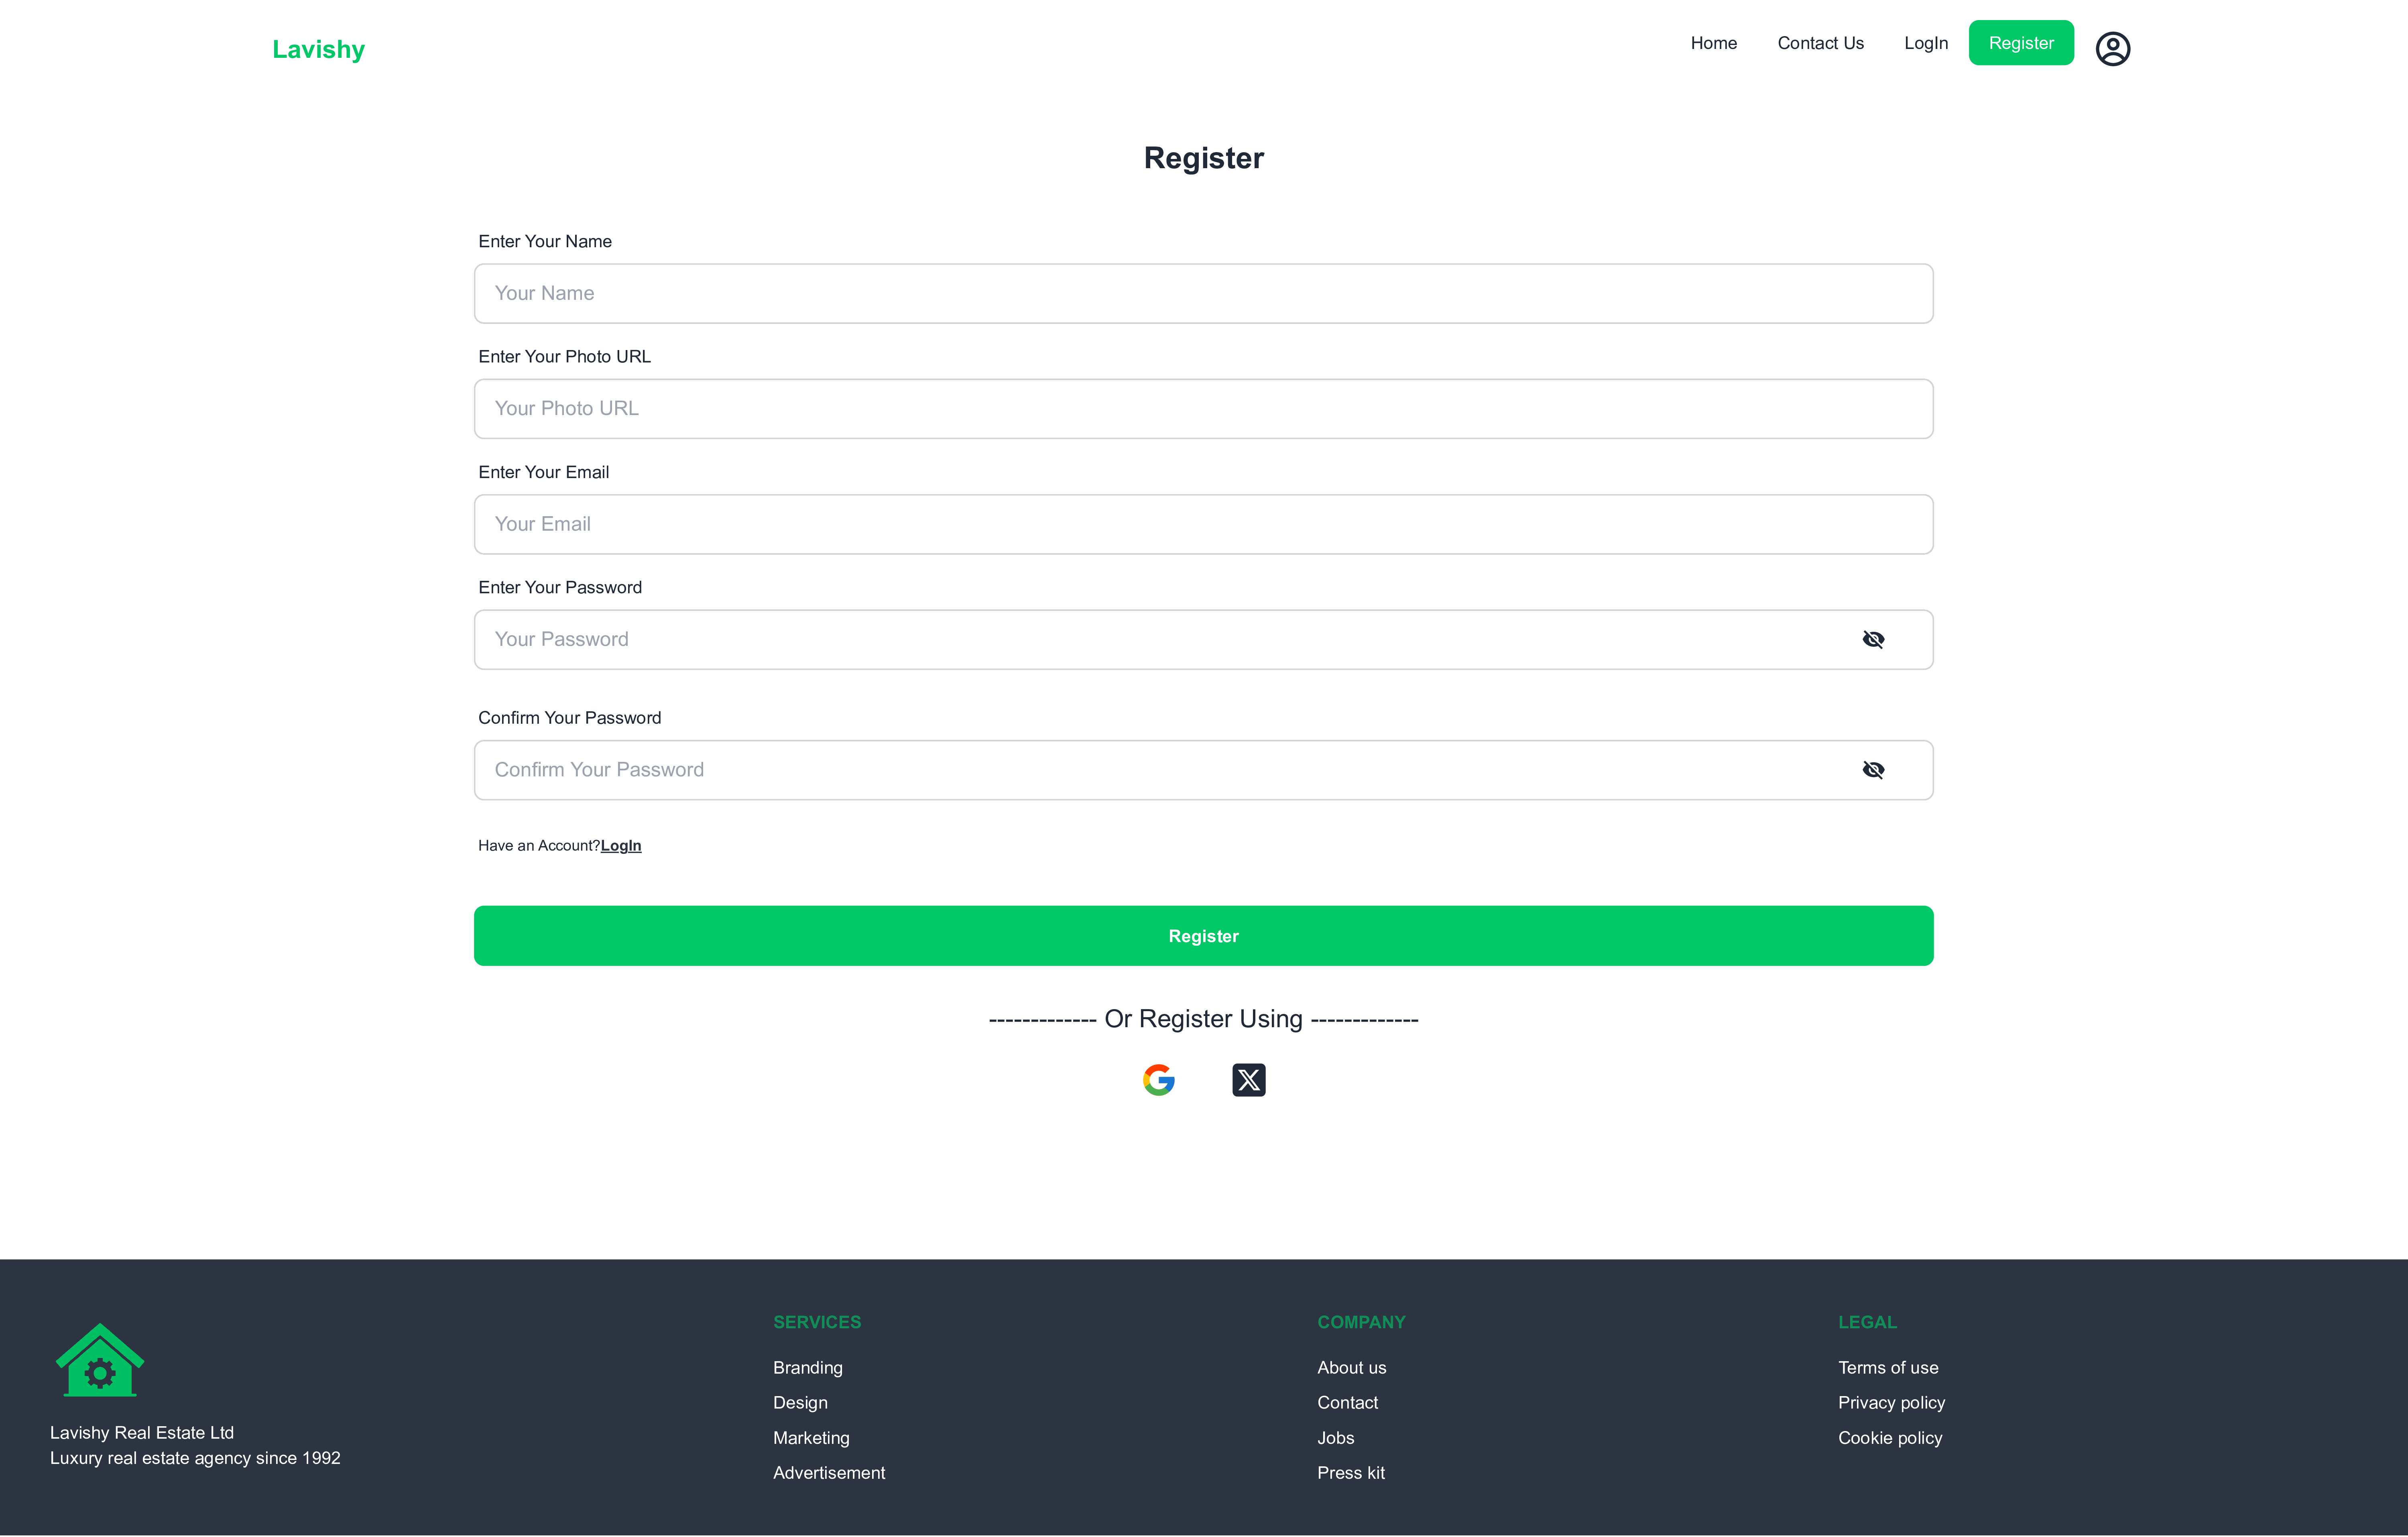 Lavishy
Home
Contact Us
LogIn
Register
Register
Enter Your Name
Your Name
Enter Your Photo URL
Your Photo URL
Enter Your Email
Your Email
Enter Your Password
Your Password
Confirm Your Password
Confirm Your Password
Have an Account?LogIn
Register
------------- Or Register Using -------------
Lavishy Real Estate Ltd
Luxury real estate agency since 1992
SERVICES
Branding
Design
Marketing
Advertisement
COMPANY
About us
Contact
Jobs
Press kit
LEGAL
Terms of use
Privacy policy
Cookie policy